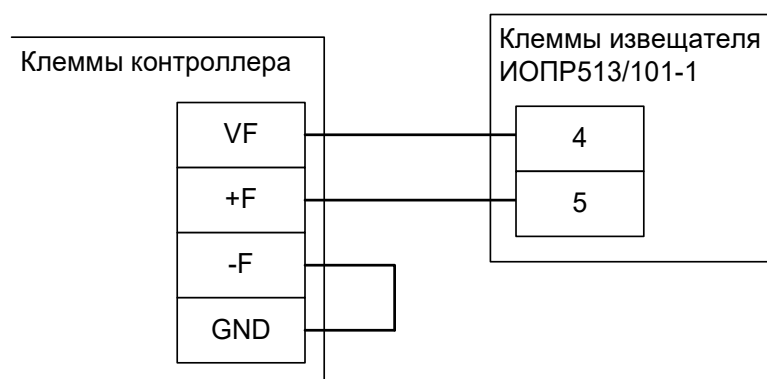 Клеммы контроллера
VF
+F
-F
GND
Клеммы извещателя
ИОПР513/101-1
4
5